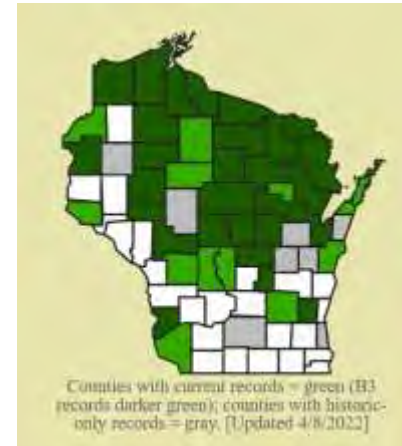 Counties with current records = green (B3
records darker green); counties with historic-
only records = gray. [Updated 4/8/2022]